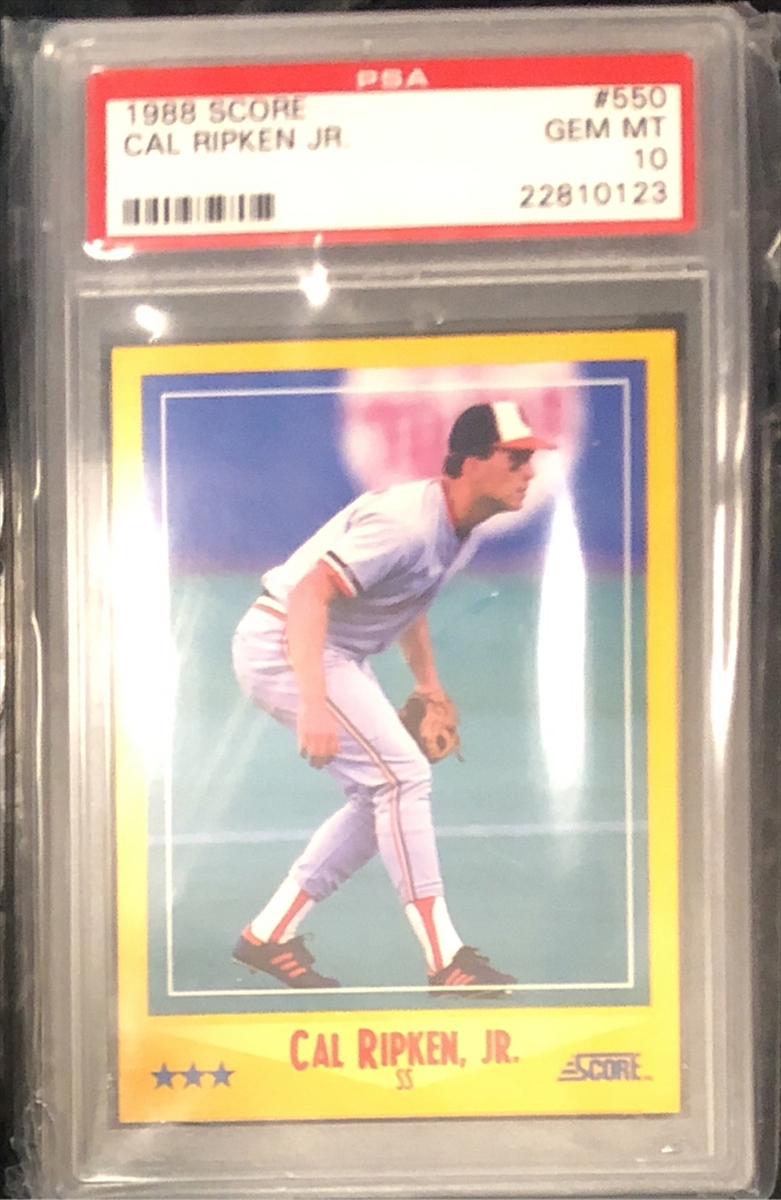 PSA
1988 SCORE #550
CAL RIPKEN JR. GEM MT
10
22810123
CAL RIPKEN, JR.
SS
SCORE